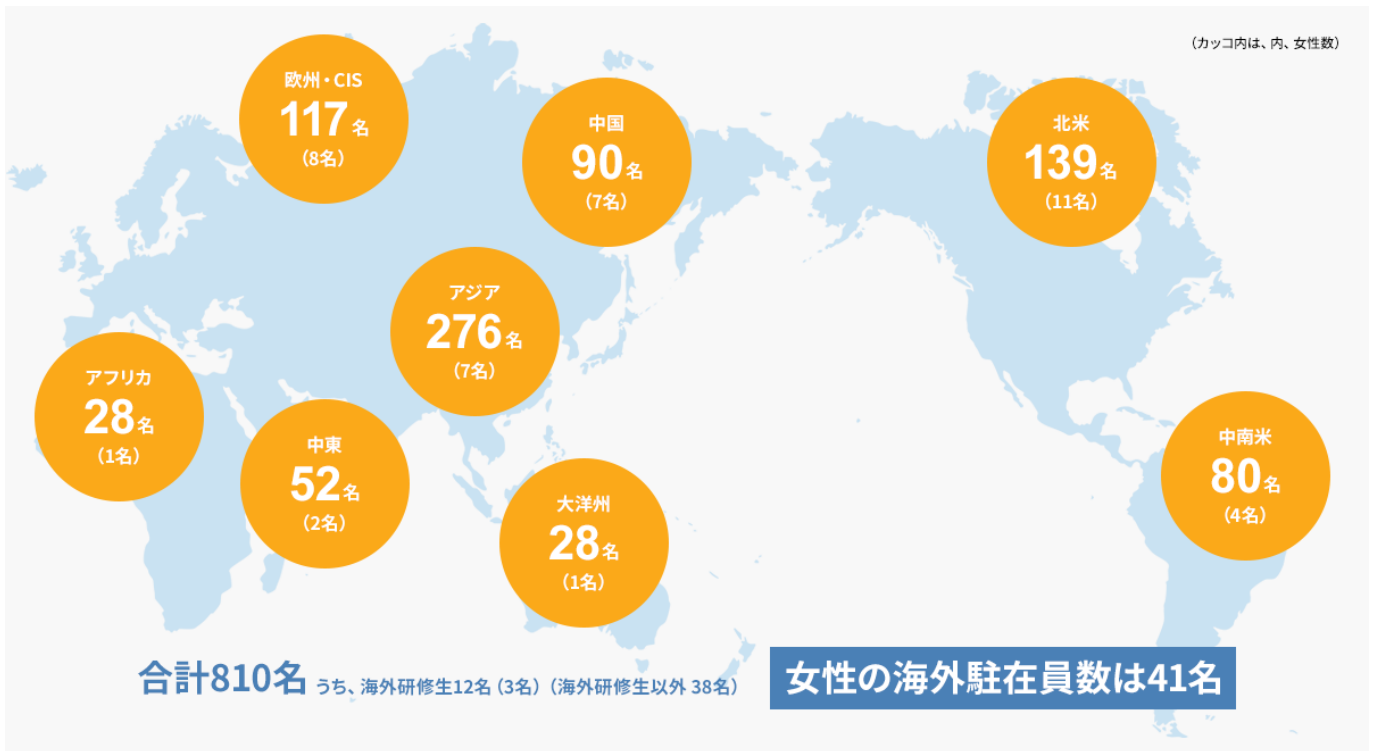 （カッコ内は、内、女性数）
欧州・CIS
117名
（8名）
中国
90名
（7名）
北米
139名
（11名）
アジア
276名
（7名）
アフリカ
28名
（1名）
中東
52名
（2名）
大洋州
28名
（1名）
中南米
80名
（4名）
合計810名 うち、海外研修生12名（3名）（海外研修生以外 38名）
女性の海外駐在員数は41名